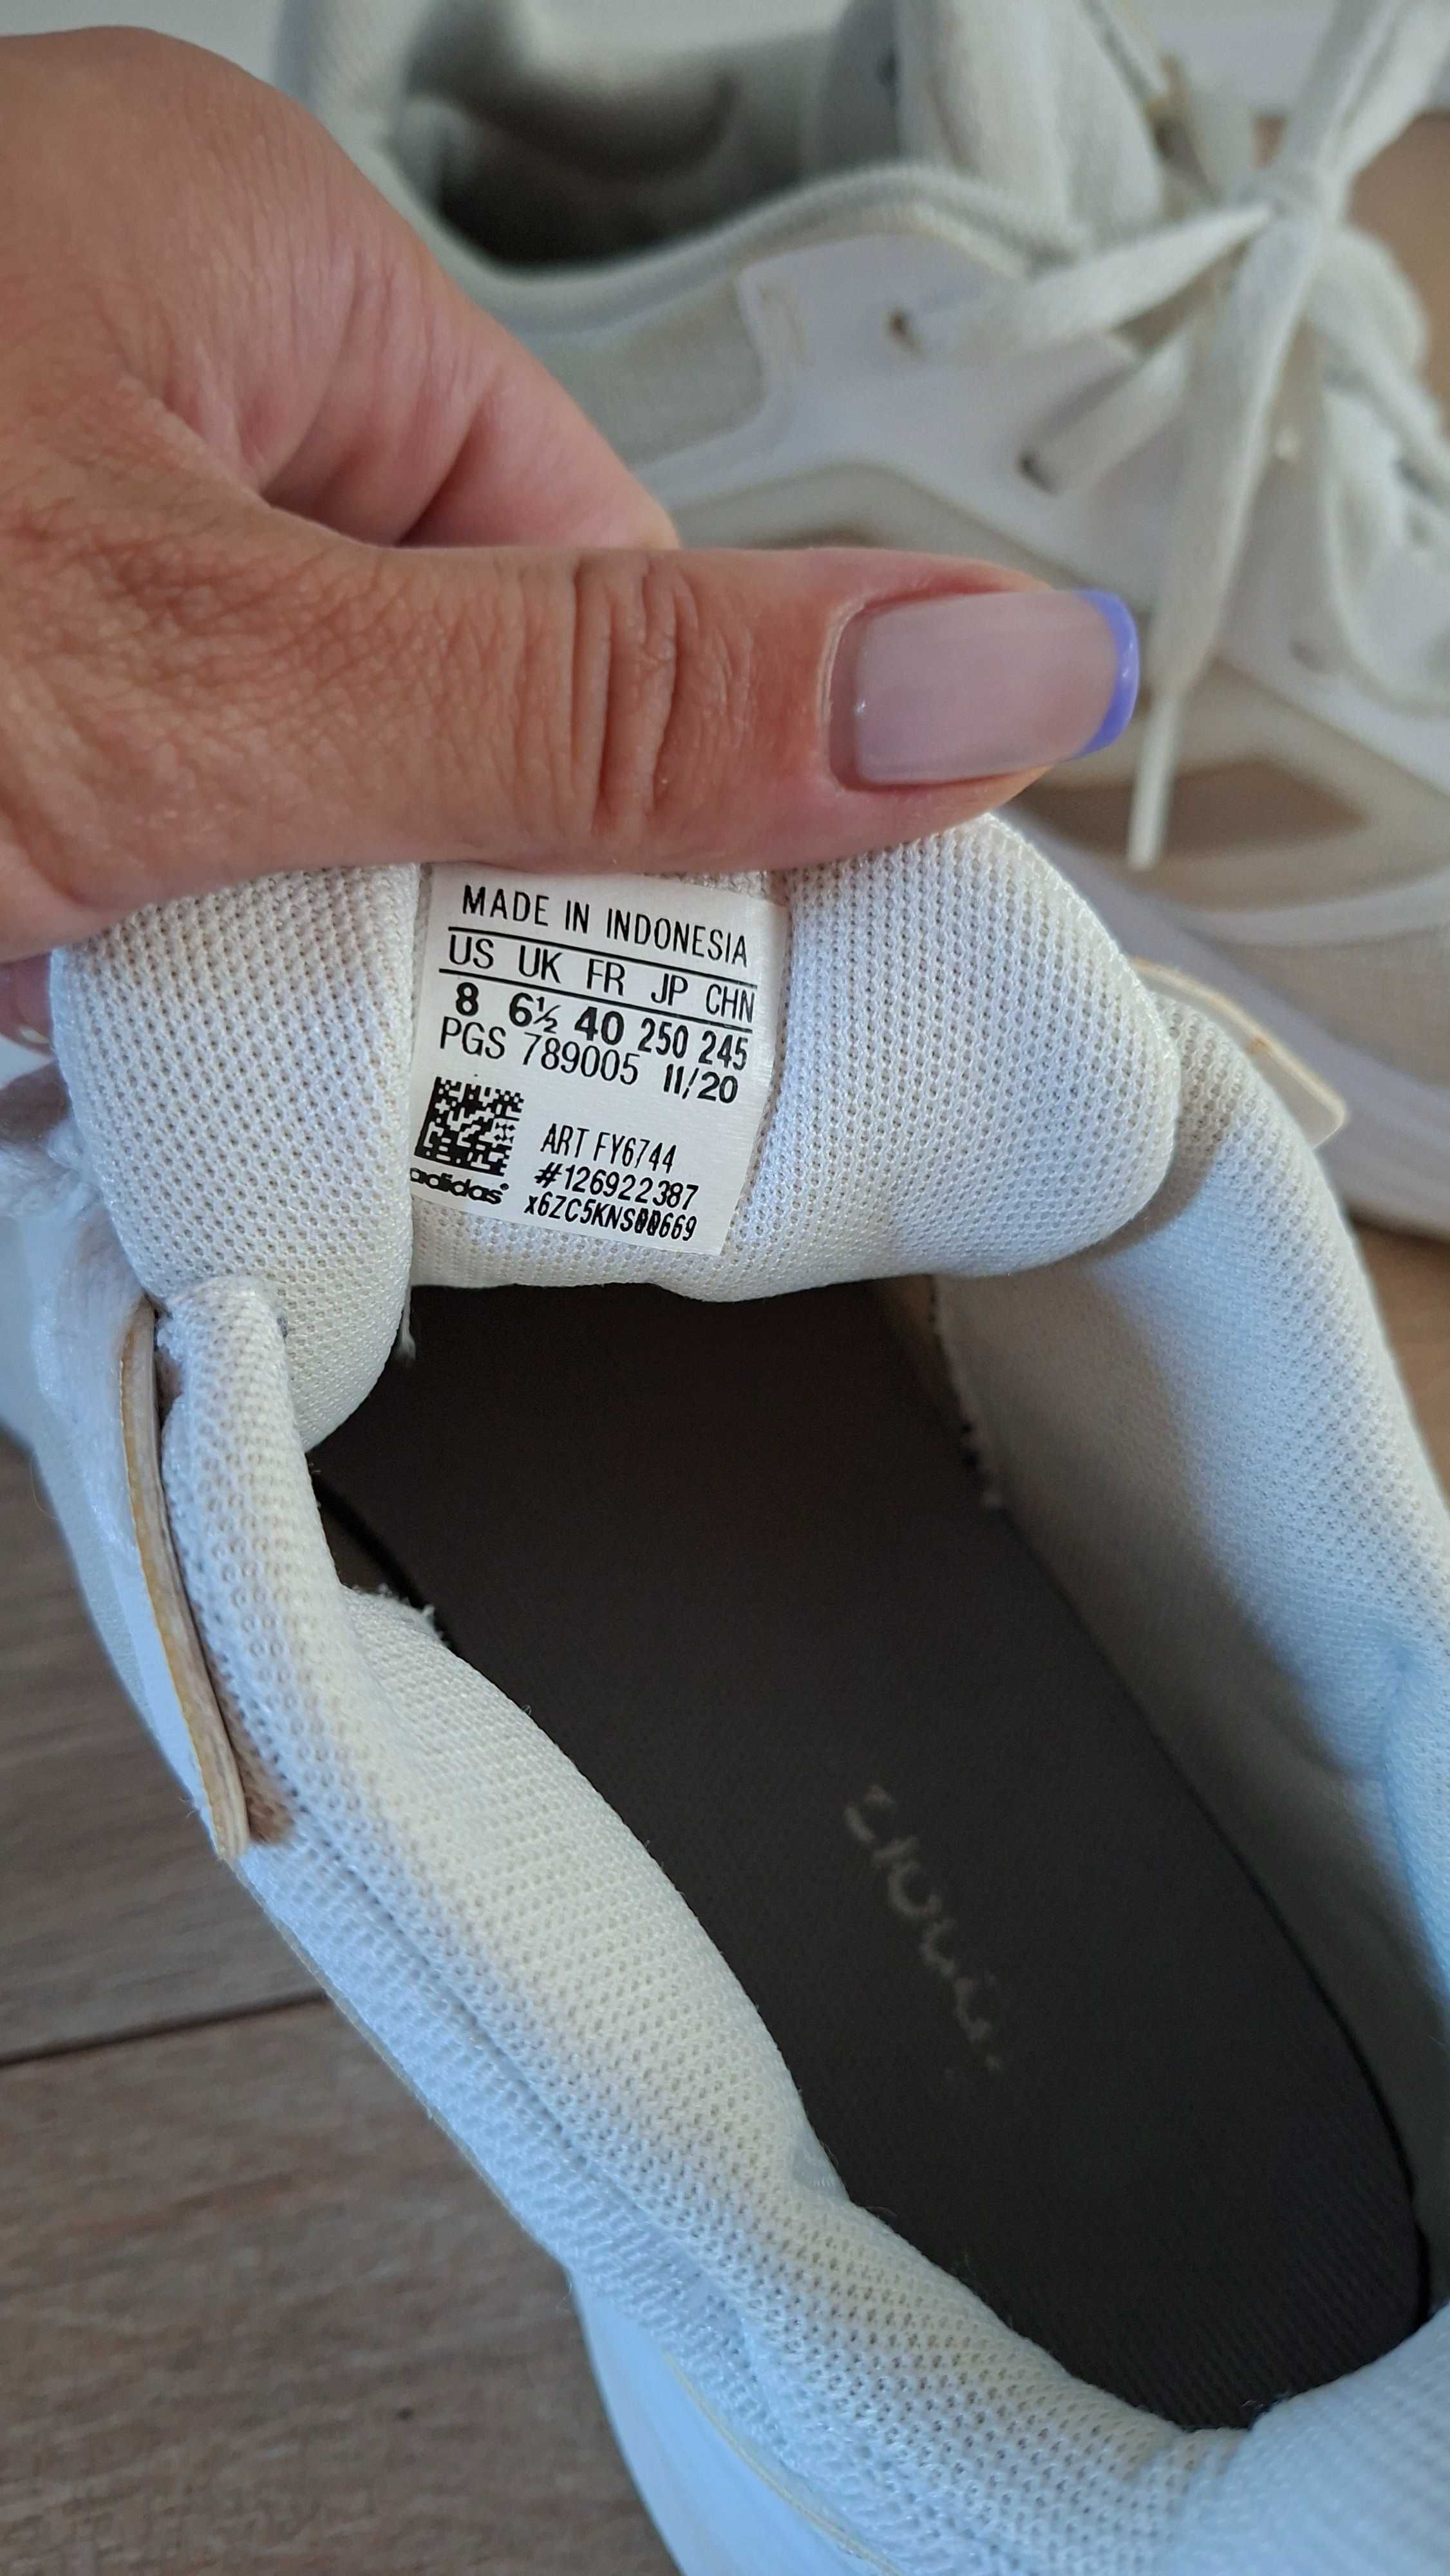 MADE IN INDONESIA
US UK FR JP CHN
8 6½ 40 250 245
PGS 789005 11/20
ART FY6744
#126922387
adidas®
x6ZC5KNS00669